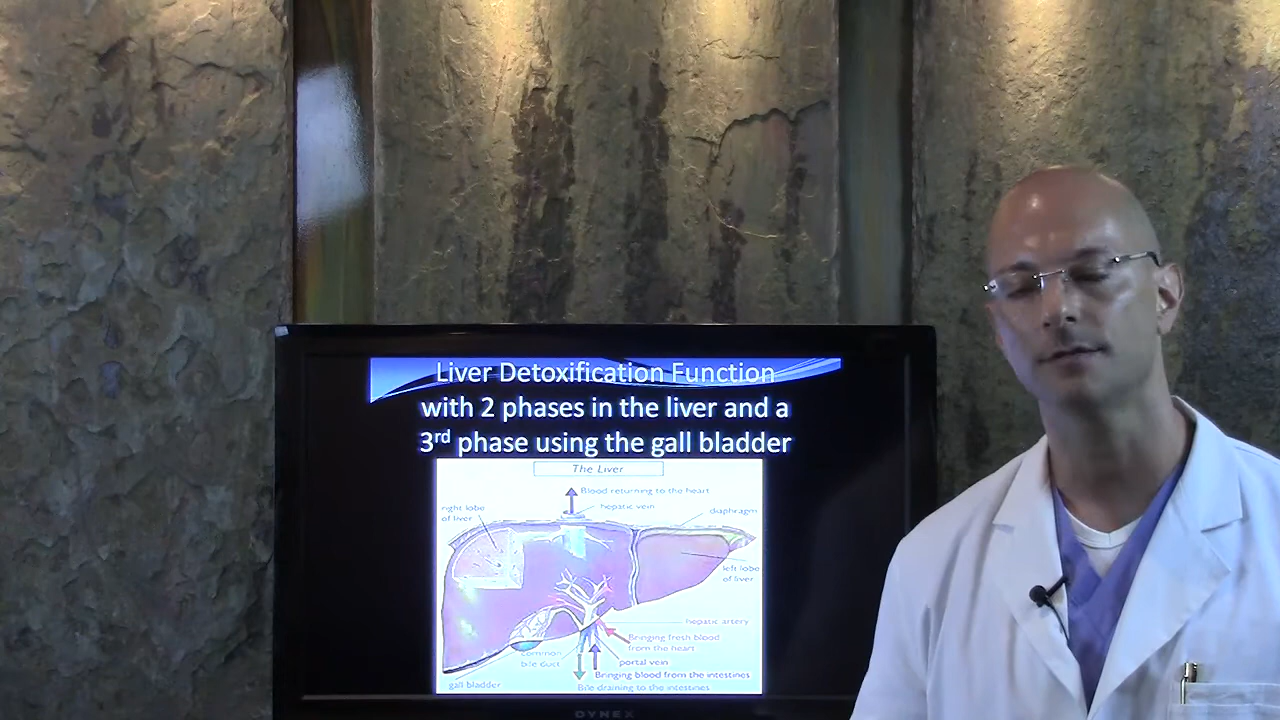 Liver Detoxification Function
with 2 phases in the liver and a
3rd phase using the gall bladder
The Liver
Blood returning to the heart
hepatic vein
right lobe
of liver
diaphragm
left lobe
of liver
hepatic artery
Bringing fresh blood
from the heart
common
bile duct
portal vein
Bringing blood from the intestines
gall bladder
Bile draining to the intestines
DYNEX